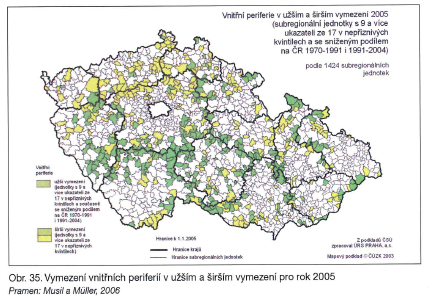 Vnitřní periferie v užším a širším vymezení 2005
(subregionální jednotky s 9 a více
ukazateli ze 17 v nepříznivých
kvintilech a se sníženým podílem
na ČR 1970-1991 i 1991-2004)
podle 1424 subregionálních
jednotek
Vnitřní
periferie
užší vymezení
(jednotky s 9 a
více ukazateli ze
17 v nepříznivých
kvintilech a současně
se sníženým podílem
na ČR 1970-1991
i 1991-2004)
širší vymezení
(jednotky s 9 a
více ukazateli ze
17 v nepříznivých
kvintilech)
Hranice k 1.1.2005
Hranice krajů
Hranice subregionálních jednotek
Z podkladů ČSÚ
zpracoval URS PRAHA, a.s.
Mapový podklad © ČÚZK 2003
Obr. 35. Vymezení vnitřních periferií v užším a širším vymezení pro rok 2005
Pramen: Musil a Müller, 2006